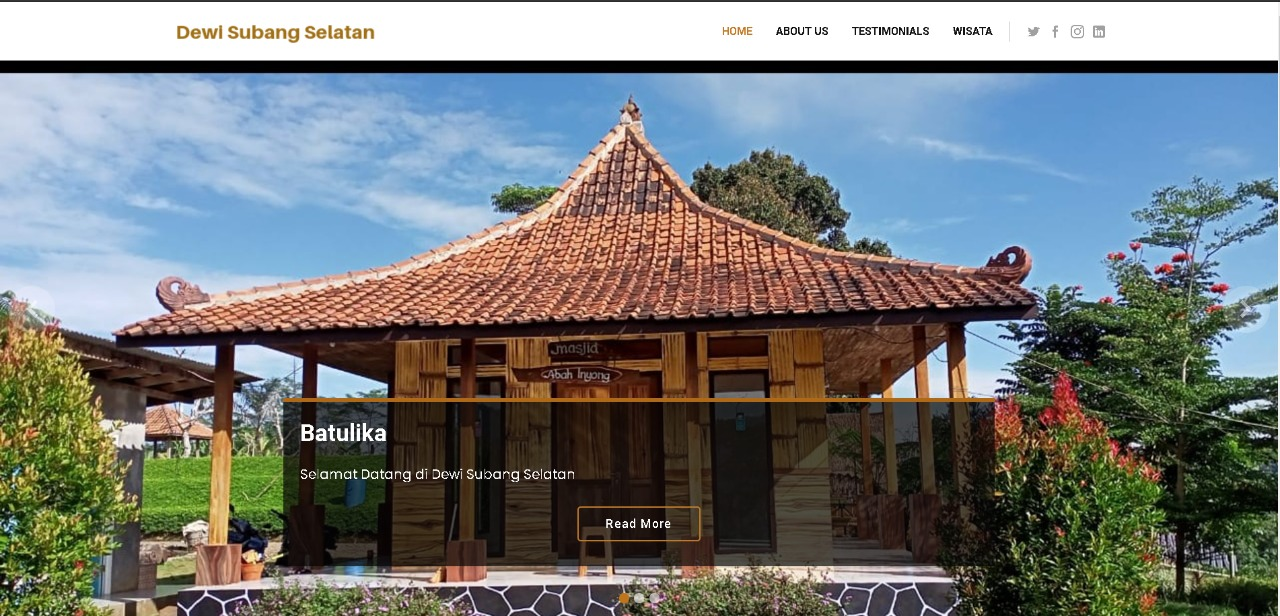 Dewi Subang Selatan
HOME ABOUT US TESTIMONIALS WISATA
masjid
Abah Inyong
Batulika
Selamat Datang di Dewi Subang Selatan
Read More